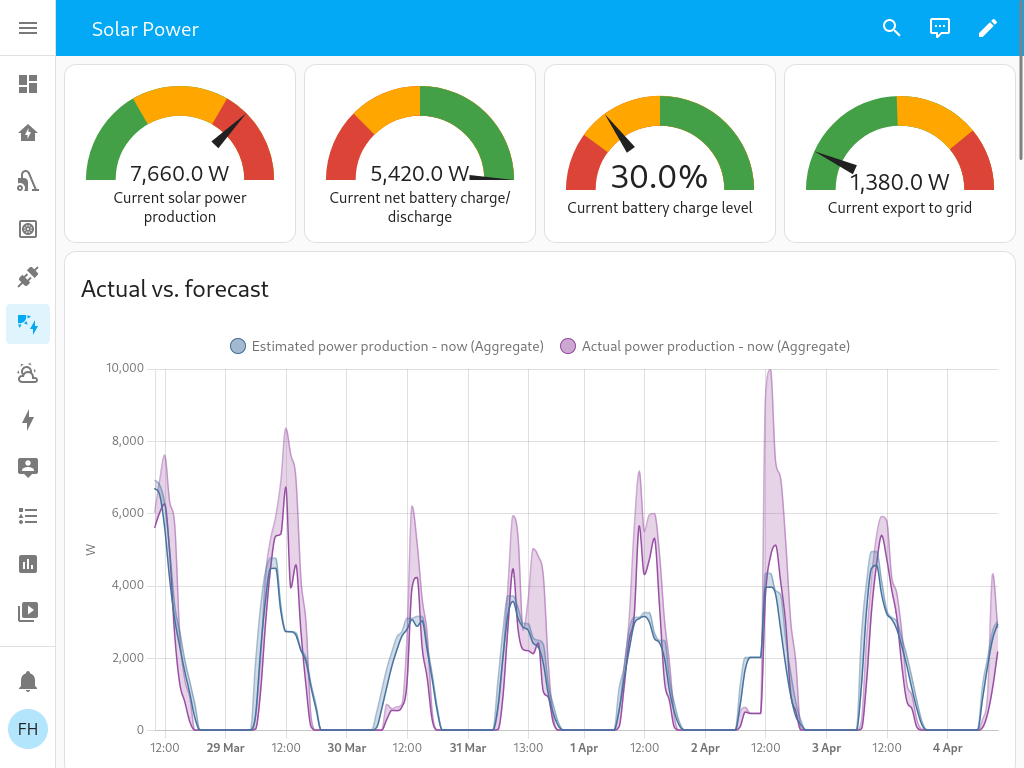 Solar Power
7,660.0 W
Current solar power
production
5,420.0 W
Current net battery charge/
discharge
30.0%
Current battery charge level
1,380.0 W
Current export to grid
Actual vs. forecast
Estimated power production - now (Aggregate)
Actual power production - now (Aggregate)
10,000
8,000
6,000
W
4,000
2,000
0
12:00 29 Mar 12:00 30 Mar 12:00 31 Mar 13:00 1 Apr 12:00 2 Apr 12:00 3 Apr 12:00 4 Apr
FH